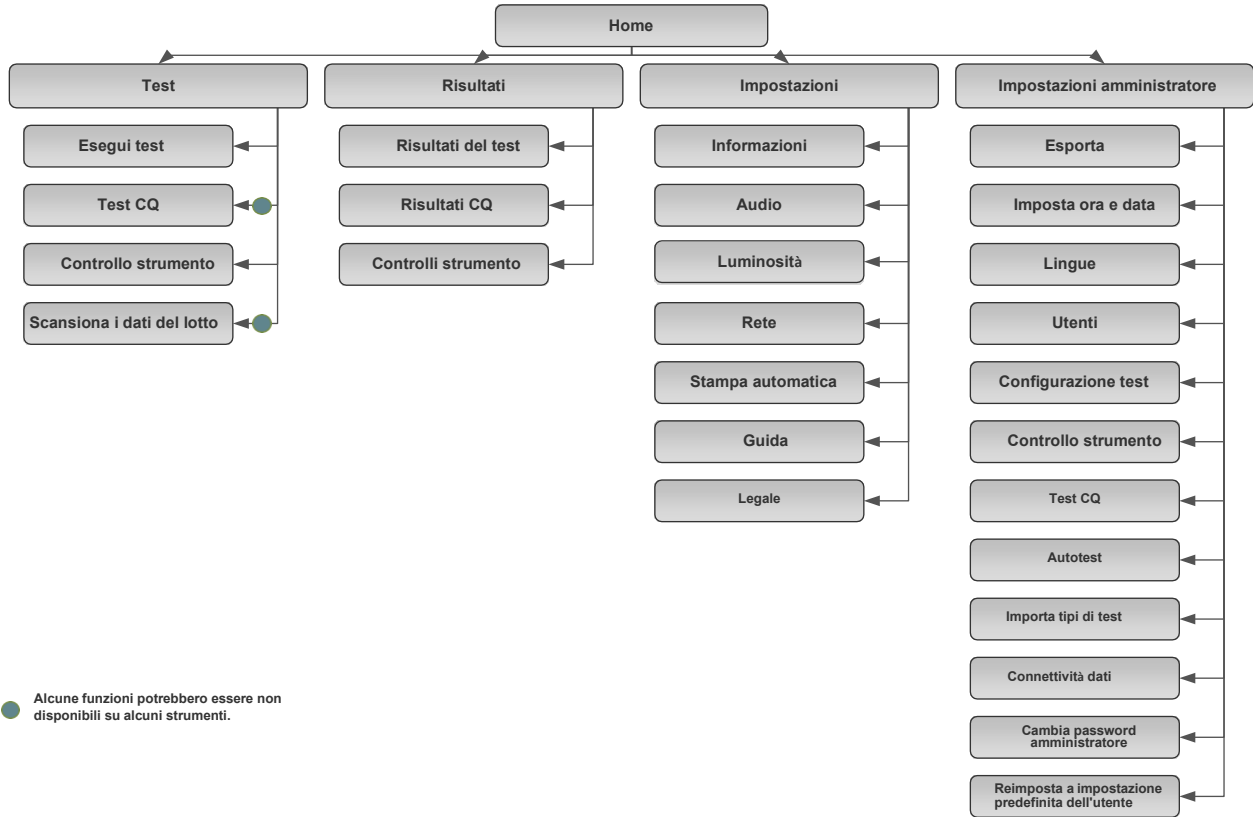 Home
Test
Esegui test
Test CQ
Controllo strumento
Scansiona i dati del lotto
Risultati
Risultati del test
Risultati CQ
Controlli strumento
Impostazioni
Informazioni
Audio
Luminosità
Rete
Stampa automatica
Guida
Legale
Impostazioni amministratore
Esporta
Imposta ora e data
Lingue
Utenti
Configurazione test
Controllo strumento
Test CQ
Autotest
Importa tipi di test
Connettività dati
Cambia password
amministratore
Reimposta a impostazione
predefinita dell'utente
Alcune funzioni potrebbero essere non
disponibili su alcuni strumenti.